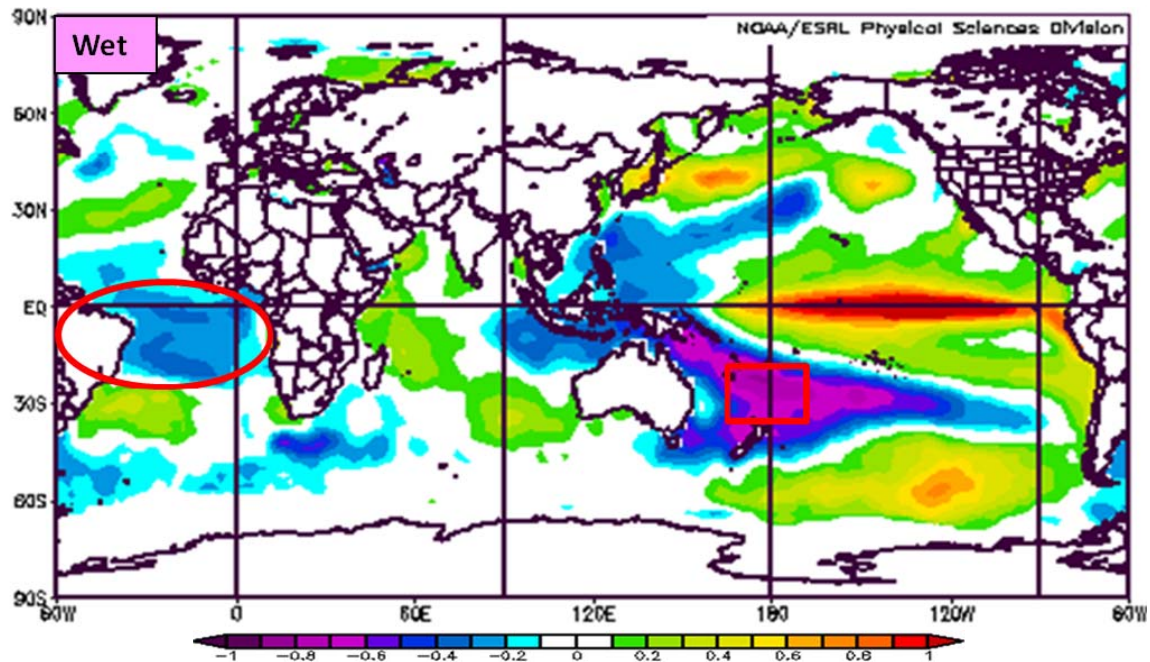 90N
Wet
NOAA/ESRL Physical Sciences Division
60N
30N
EQ
30S
60S
90S
60W 0 60E 120E 180 120W 60W
-1 -0.8 -0.6 -0.4 -0.2 0 0.2 0.4 0.6 0.8 1